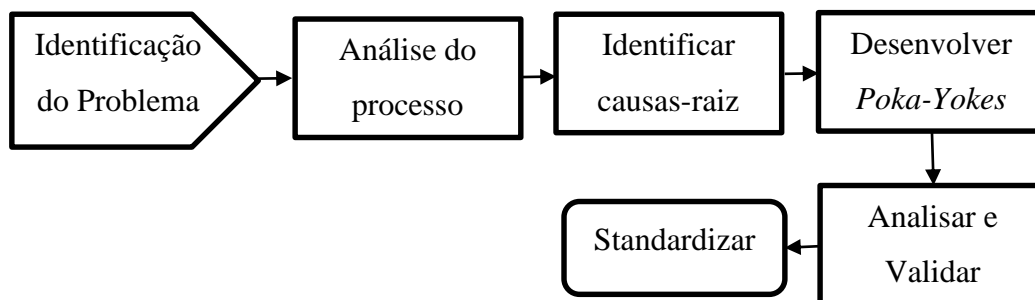 Identificação
do Problema
Análise do
processo
Identificar
causas-raiz
Desenvolver
Poka-Yokes
Analisar e
Validar
Standardizar